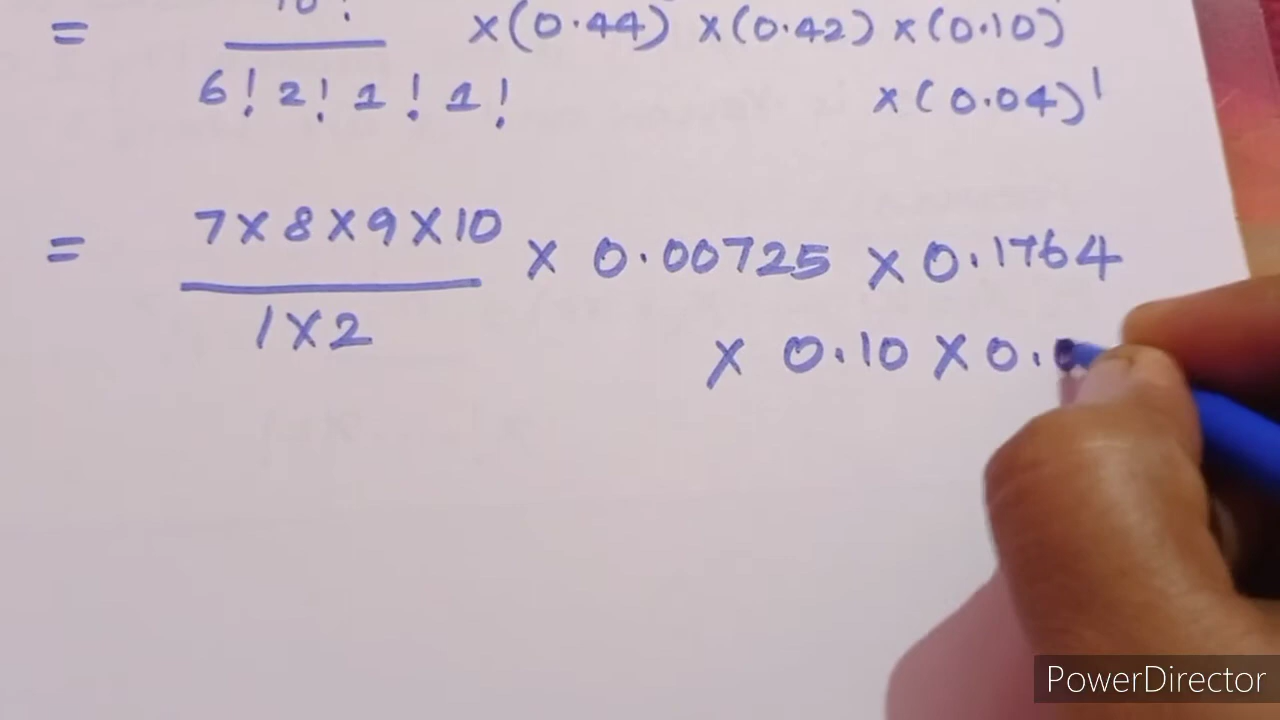 = 10! × (0.44) × (0.42) × (0.10)
6! 2! 1! 1! × (0.04)¹
= 7 × 8 × 9 × 10 × 0.00725 × 0.1764
1 × 2 × 0.10 × 0.
PowerDirector